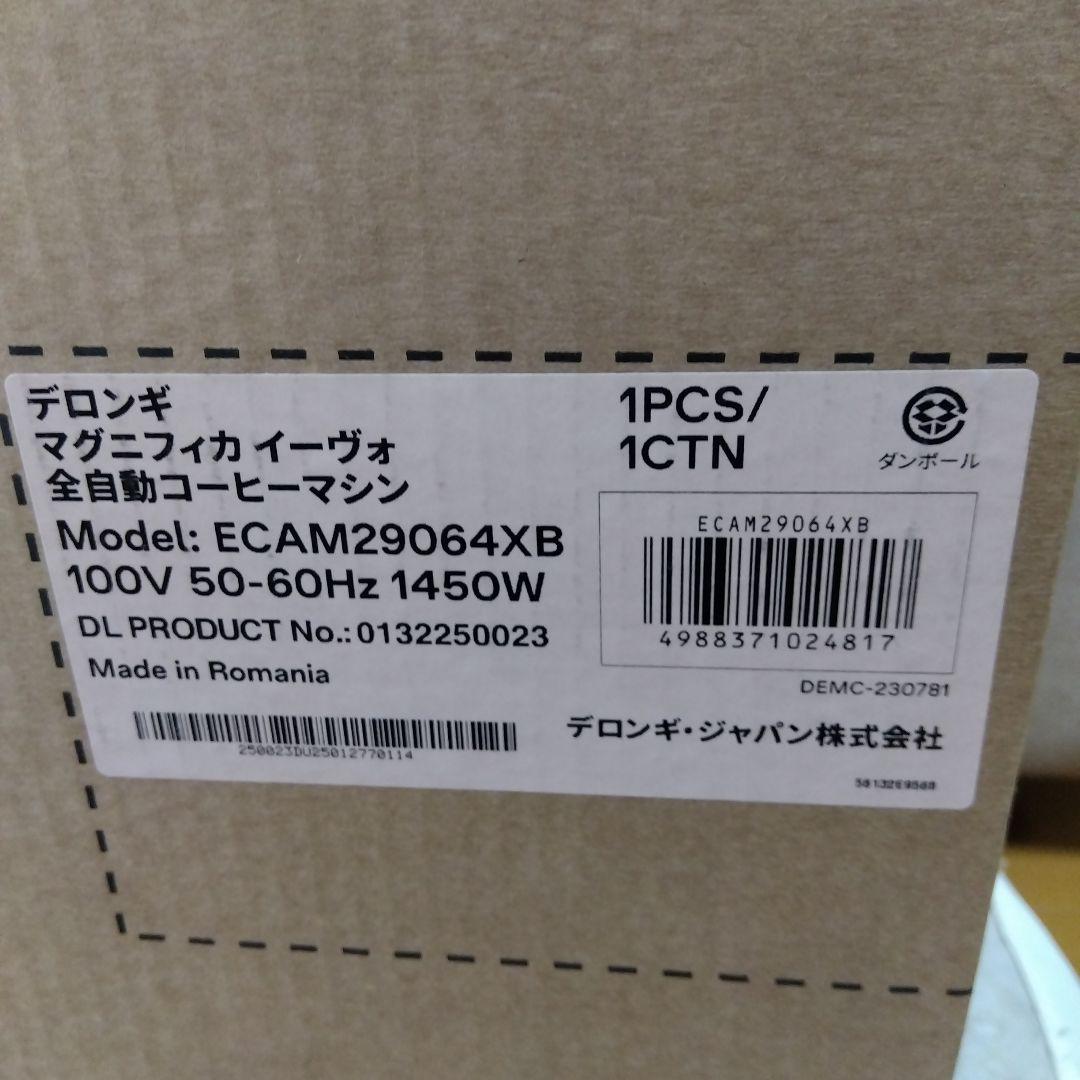 デロンギ
マグニフィカ イーヴォ
全自動コーヒーマシン
Model: ECAM29064XB
100V 50-60Hz 1450W
DL PRODUCT No.: 0132250023
Made in Romania
250023DU25012770114
1PCS/
1CTN
ダンボール
ECAM29064XB
4988371024817
DEMC-230781
デロンギ・ジャパン株式会社